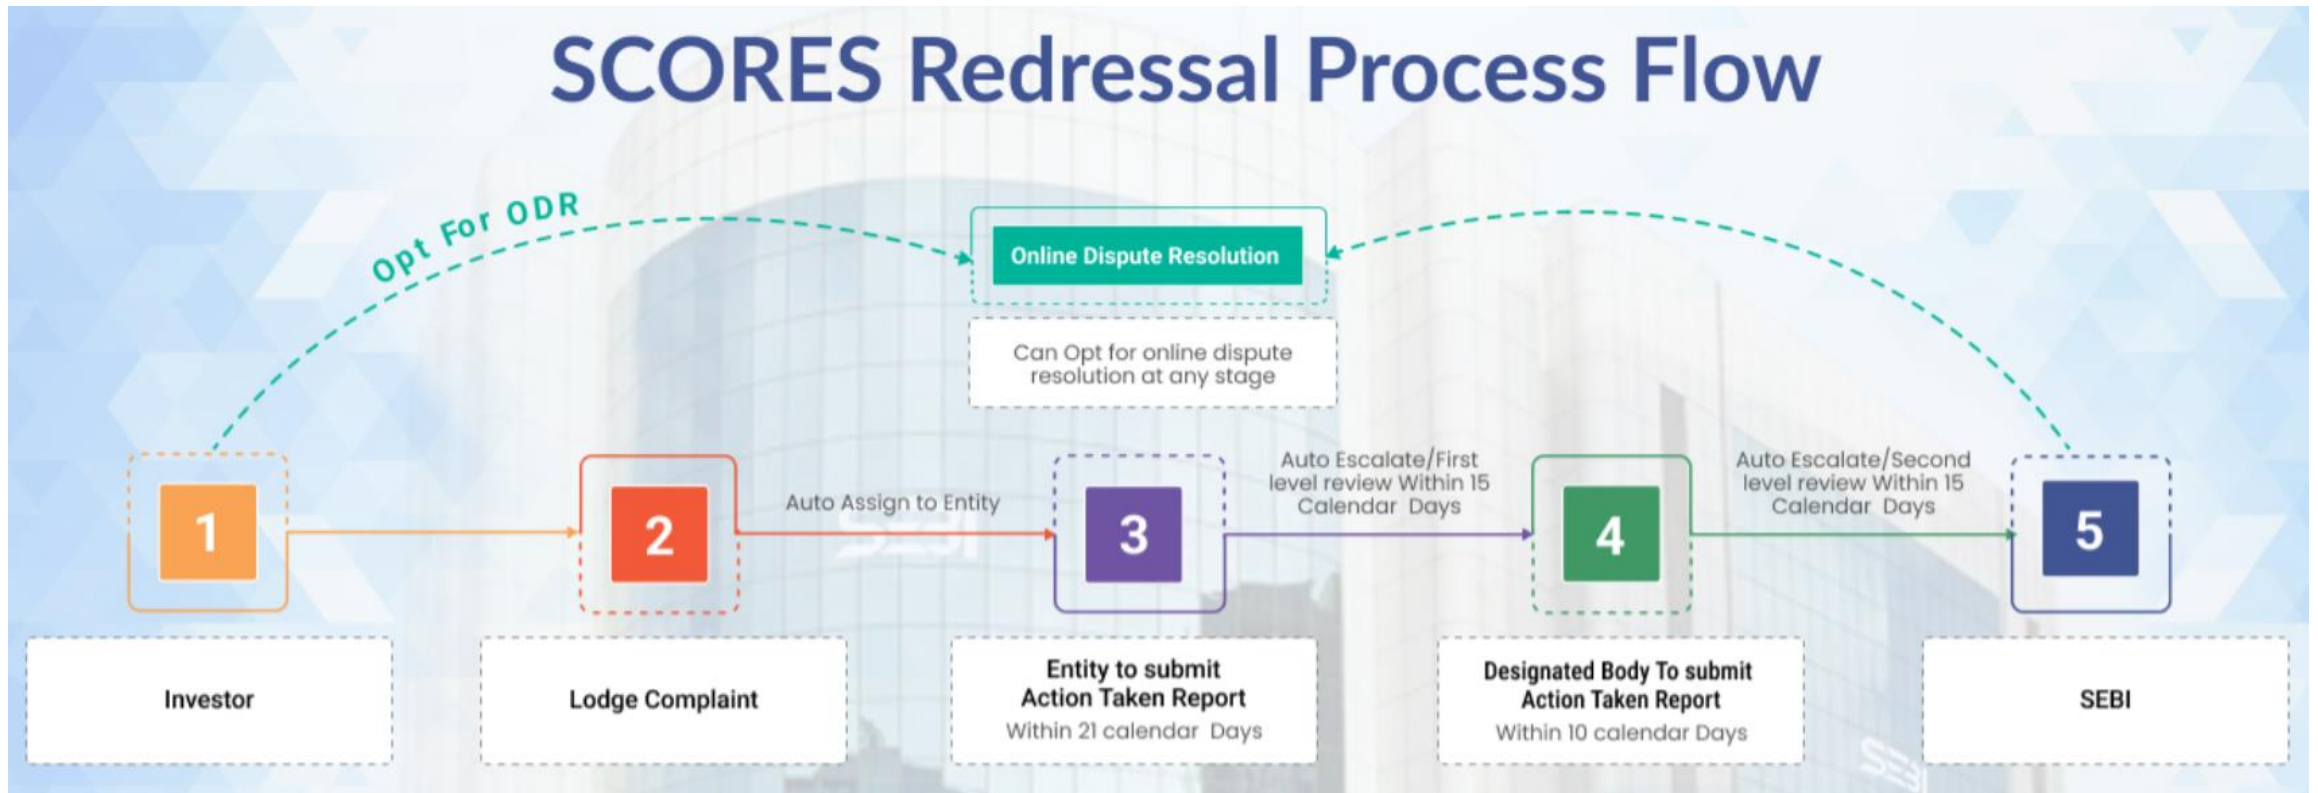 SCORES Redressal Process Flow
Opt For ODR
Online Dispute Resolution
Can Opt for online dispute
resolution at any stage
1
2
3
4
5
Auto Assign to Entity
Auto Escalate/First
level review Within 15
Calendar Days
Auto Escalate/Second
level review Within 15
Calendar Days
SEBI
Investor
Lodge Complaint
Entity to submit
Action Taken Report
Within 21 calendar Days
Designated Body To submit
Action Taken Report
Within 10 calendar Days
SEBI
SEBI